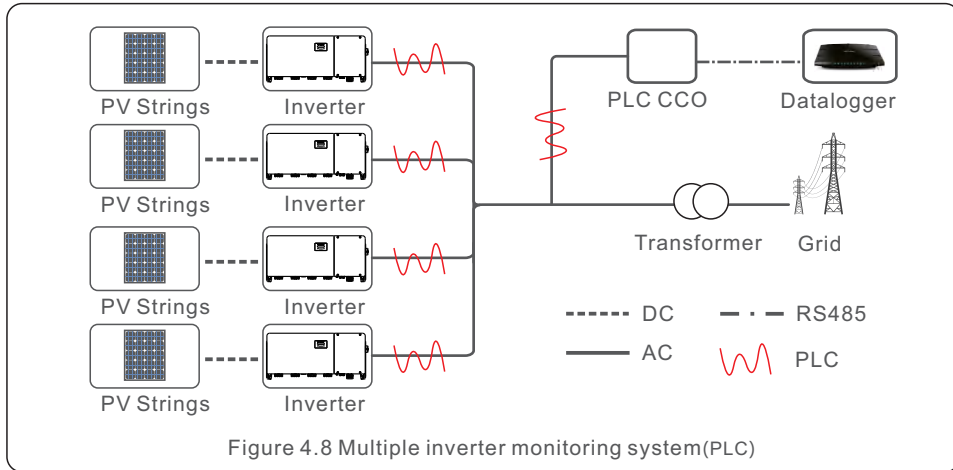 PV Strings
Inverter
PLC CCO
Datalogger
PV Strings
Inverter
Transformer
Grid
PV Strings
Inverter
DC
RS485
AC
PLC
PV Strings
Inverter
Figure 4.8 Multiple inverter monitoring system(PLC)